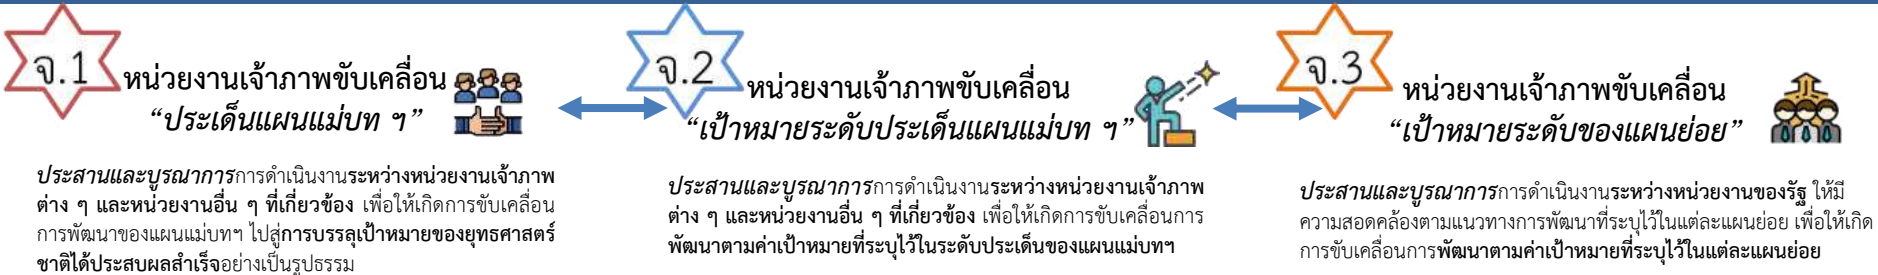 จ.1
หน่วยงานเจ้าภาพขับเคลื่อน
“ประเด็นแผนแม่บท ฯ”
ประสานและบูรณาการการดำเนินงานระหว่างหน่วยงานเจ้าภาพ
ต่าง ๆ และหน่วยงานอื่น ๆ ที่เกี่ยวข้อง เพื่อให้เกิดการขับเคลื่อน
การพัฒนาของแผนแม่บทฯ ไปสู่การบรรลุเป้าหมายของยุทธศาสตร์
ชาติได้ประสบผลสำเร็จอย่างเป็นรูปธรรม
จ.2
หน่วยงานเจ้าภาพขับเคลื่อน
“เป้าหมายระดับประเด็นแผนแม่บท ฯ”
ประสานและบูรณาการการดำเนินงานระหว่างหน่วยงานเจ้าภาพ
ต่าง ๆ และหน่วยงานอื่น ๆ ที่เกี่ยวข้อง เพื่อให้เกิดการขับเคลื่อนการ
พัฒนาตามค่าเป้าหมายที่ระบุไว้ในระดับประเด็นของแผนแม่บทฯ
จ.3
หน่วยงานเจ้าภาพขับเคลื่อน
“เป้าหมายระดับของแผนย่อย”
ประสานและบูรณาการการดำเนินงานระหว่างหน่วยงานของรัฐ ให้มี
ความสอดคล้องตามแนวทางการพัฒนาที่ระบุไว้ในแต่ละแผนย่อย เพื่อให้เกิด
การขับเคลื่อนการพัฒนาตามค่าเป้าหมายที่ระบุไว้ในแต่ละแผนย่อย